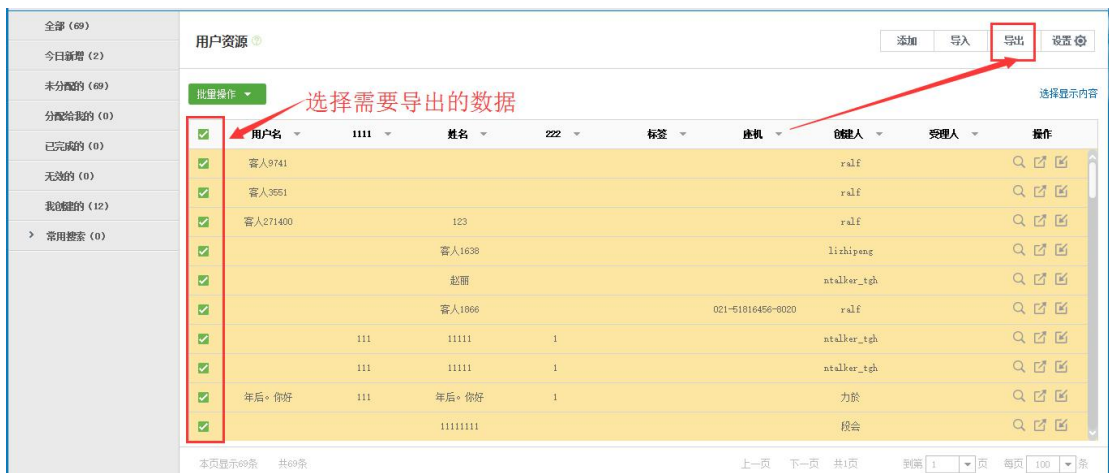 全部 (69)
今日新增 (2)
未分配的 (69)
分配给我的 (0)
已完成的 (0)
无效的 (0)
我创建的 (12)
常用搜索 (0)
用户资源
添加 导入 导出 设置
批量操作
选择需要导出的数据
选择显示内容
用户名 1111 姓名 222 标签 座机 创建人 受理人 操作
客人9741 ralf
客人3551 ralf
客人271400 123 ralf
客人1638 lizhipeng
赵丽 ntalker_tgh
客人1866 021-51816456-8020 ralf
111 11111 1 ntalker_tgh
111 11111 1 ntalker_tgh
年后。你好 111 年后。你好 1 力於
11111111 段会
本页显示69条 共69条 上一页 下一页 共1页 到第 1 页 每页 100 条